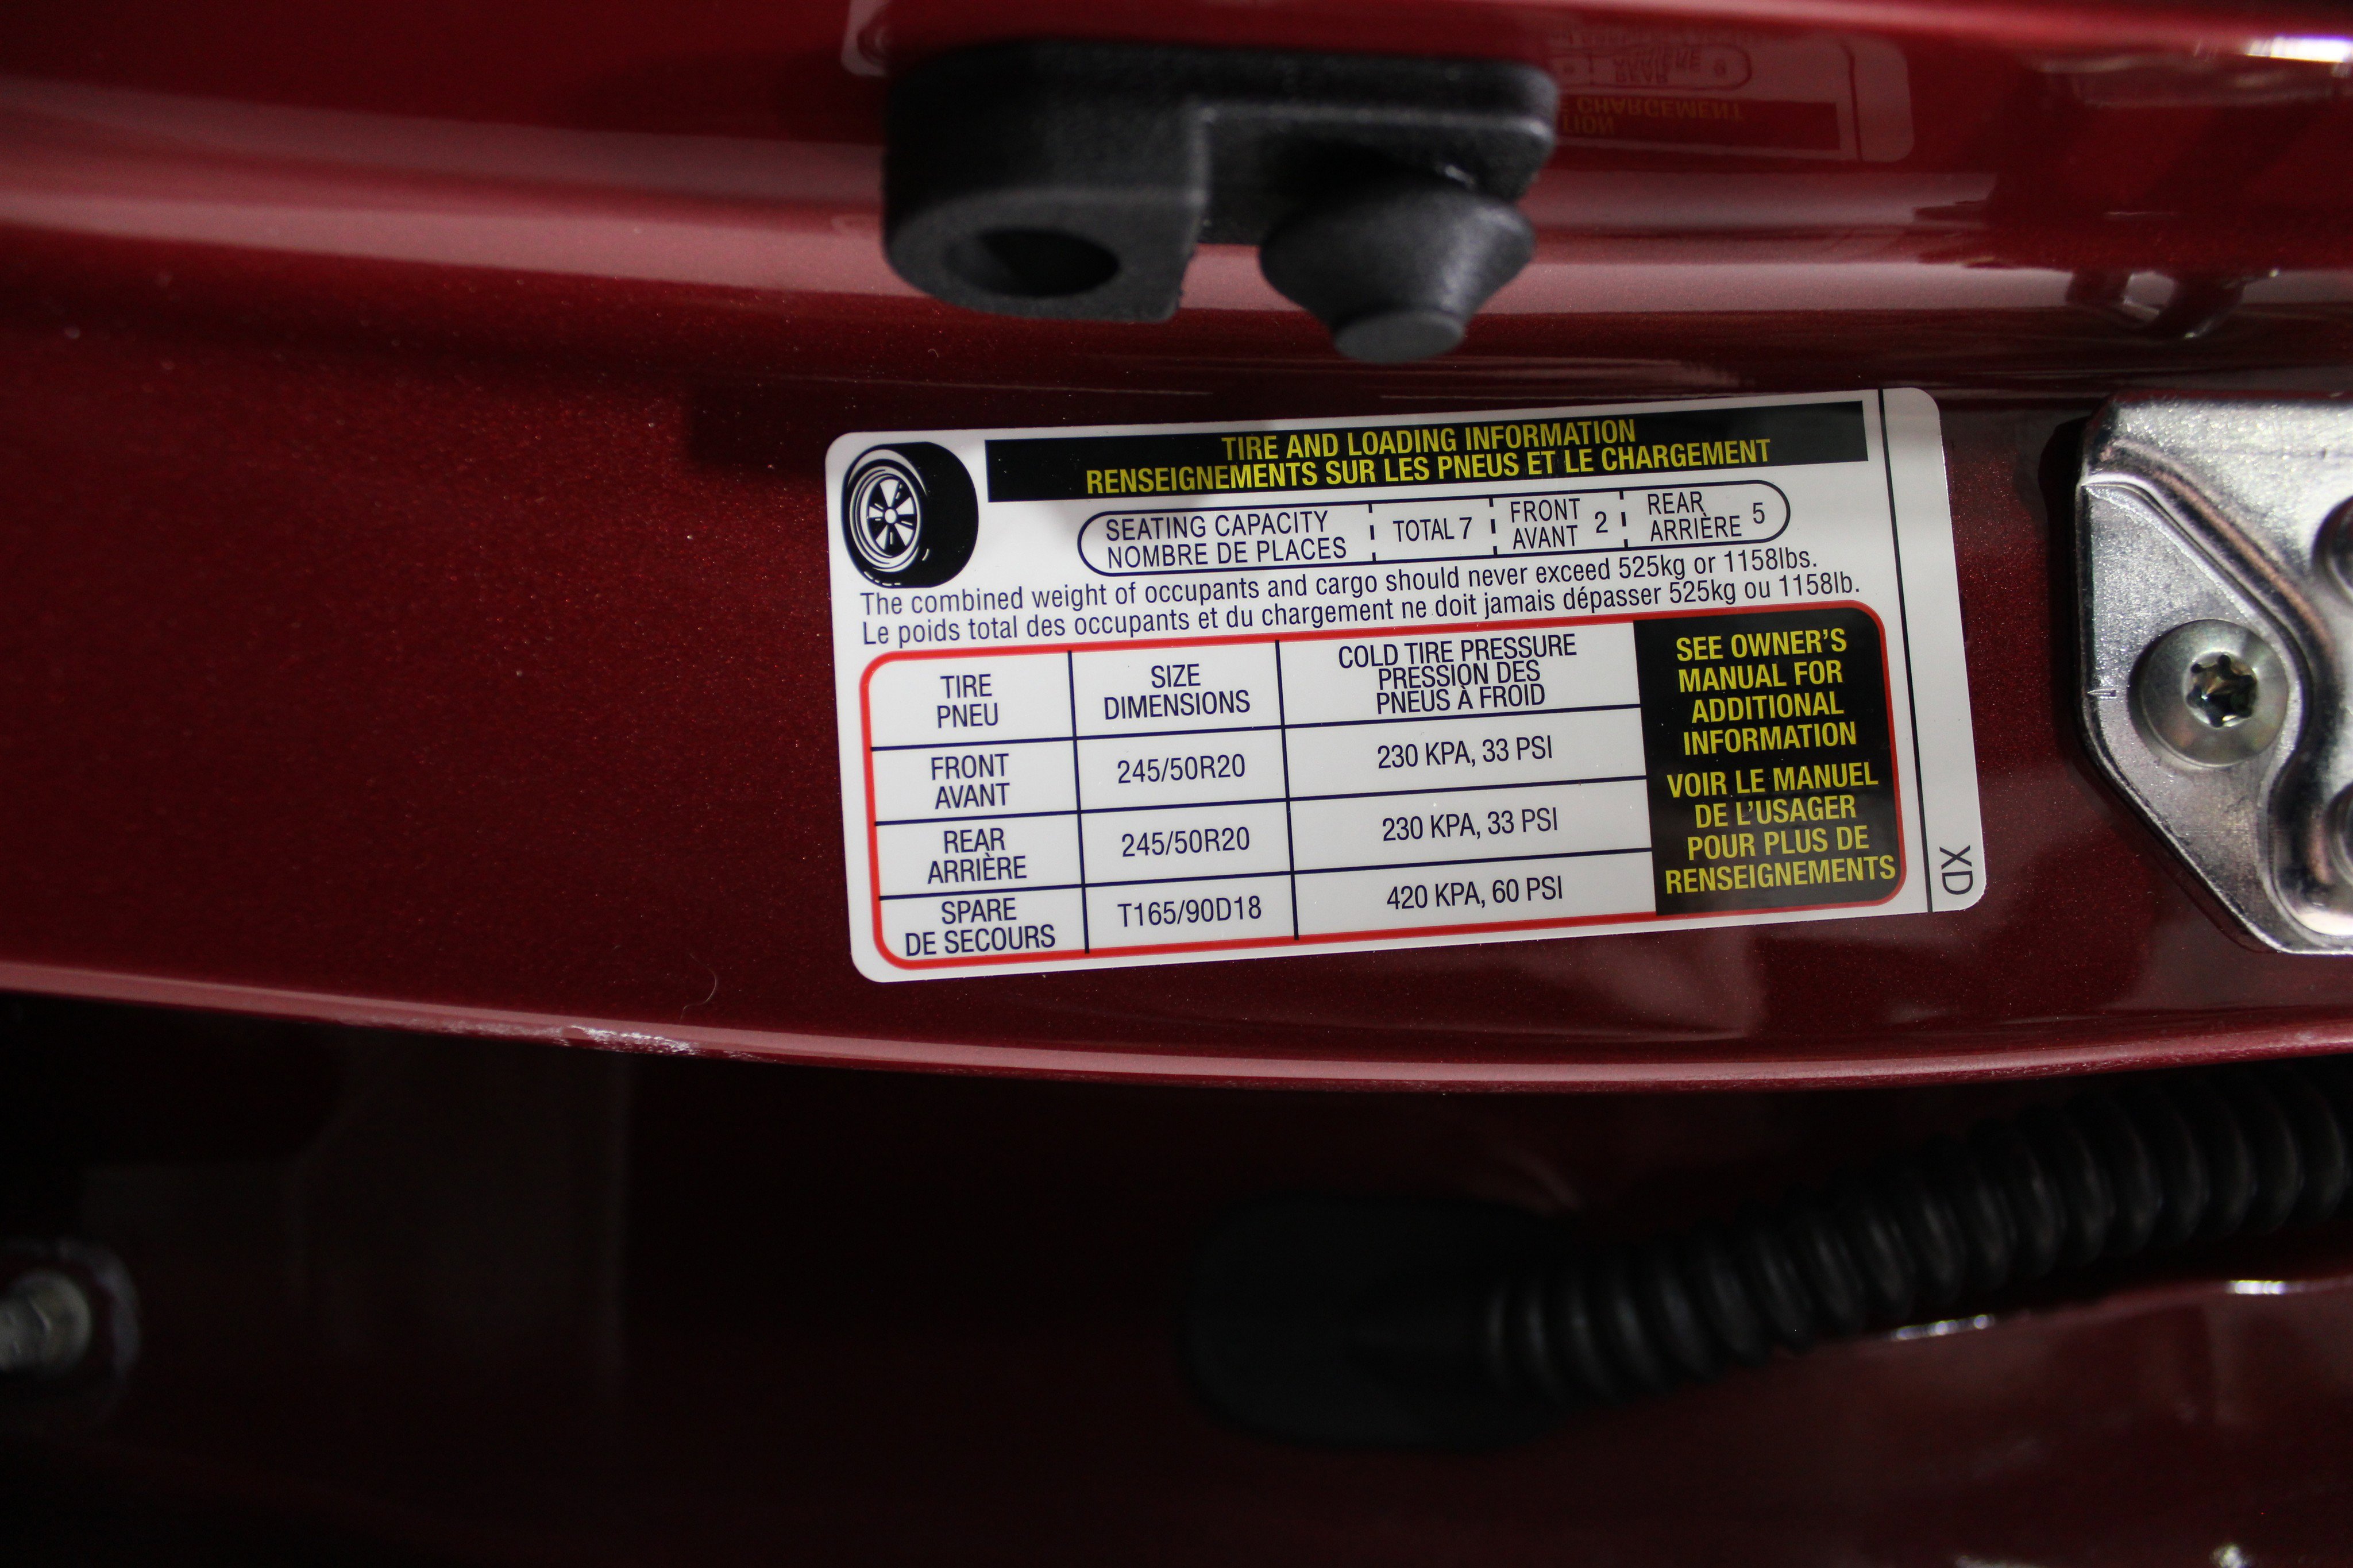 TIRE AND LOADING INFORMATION
RENSEIGNEMENTS SUR LES PNEUS ET LE CHARGEMENT
SEATING CAPACITY
NOMBRE DE PLACES
TOTAL 7
FRONT
AVANT 2
REAR
ARRIÈRE 5
The combined weight of occupants and cargo should never exceed 525kg or 1158lbs.
Le poids total des occupants et du chargement ne doit jamais dépasser 525kg ou 1158lb.
TIRE
PNEU
SIZE
DIMENSIONS
COLD TIRE PRESSURE
PRESSION DES
PNEUS À FROID
FRONT
AVANT
245/50R20
230 KPA, 33 PSI
REAR
ARRIÈRE
245/50R20
230 KPA, 33 PSI
SPARE
DE SECOURS
T165/90D18
420 KPA, 60 PSI
SEE OWNER'S
MANUAL FOR
ADDITIONAL
INFORMATION
VOIR LE MANUEL
DE L'USAGER
POUR PLUS DE
RENSEIGNEMENTS
XD